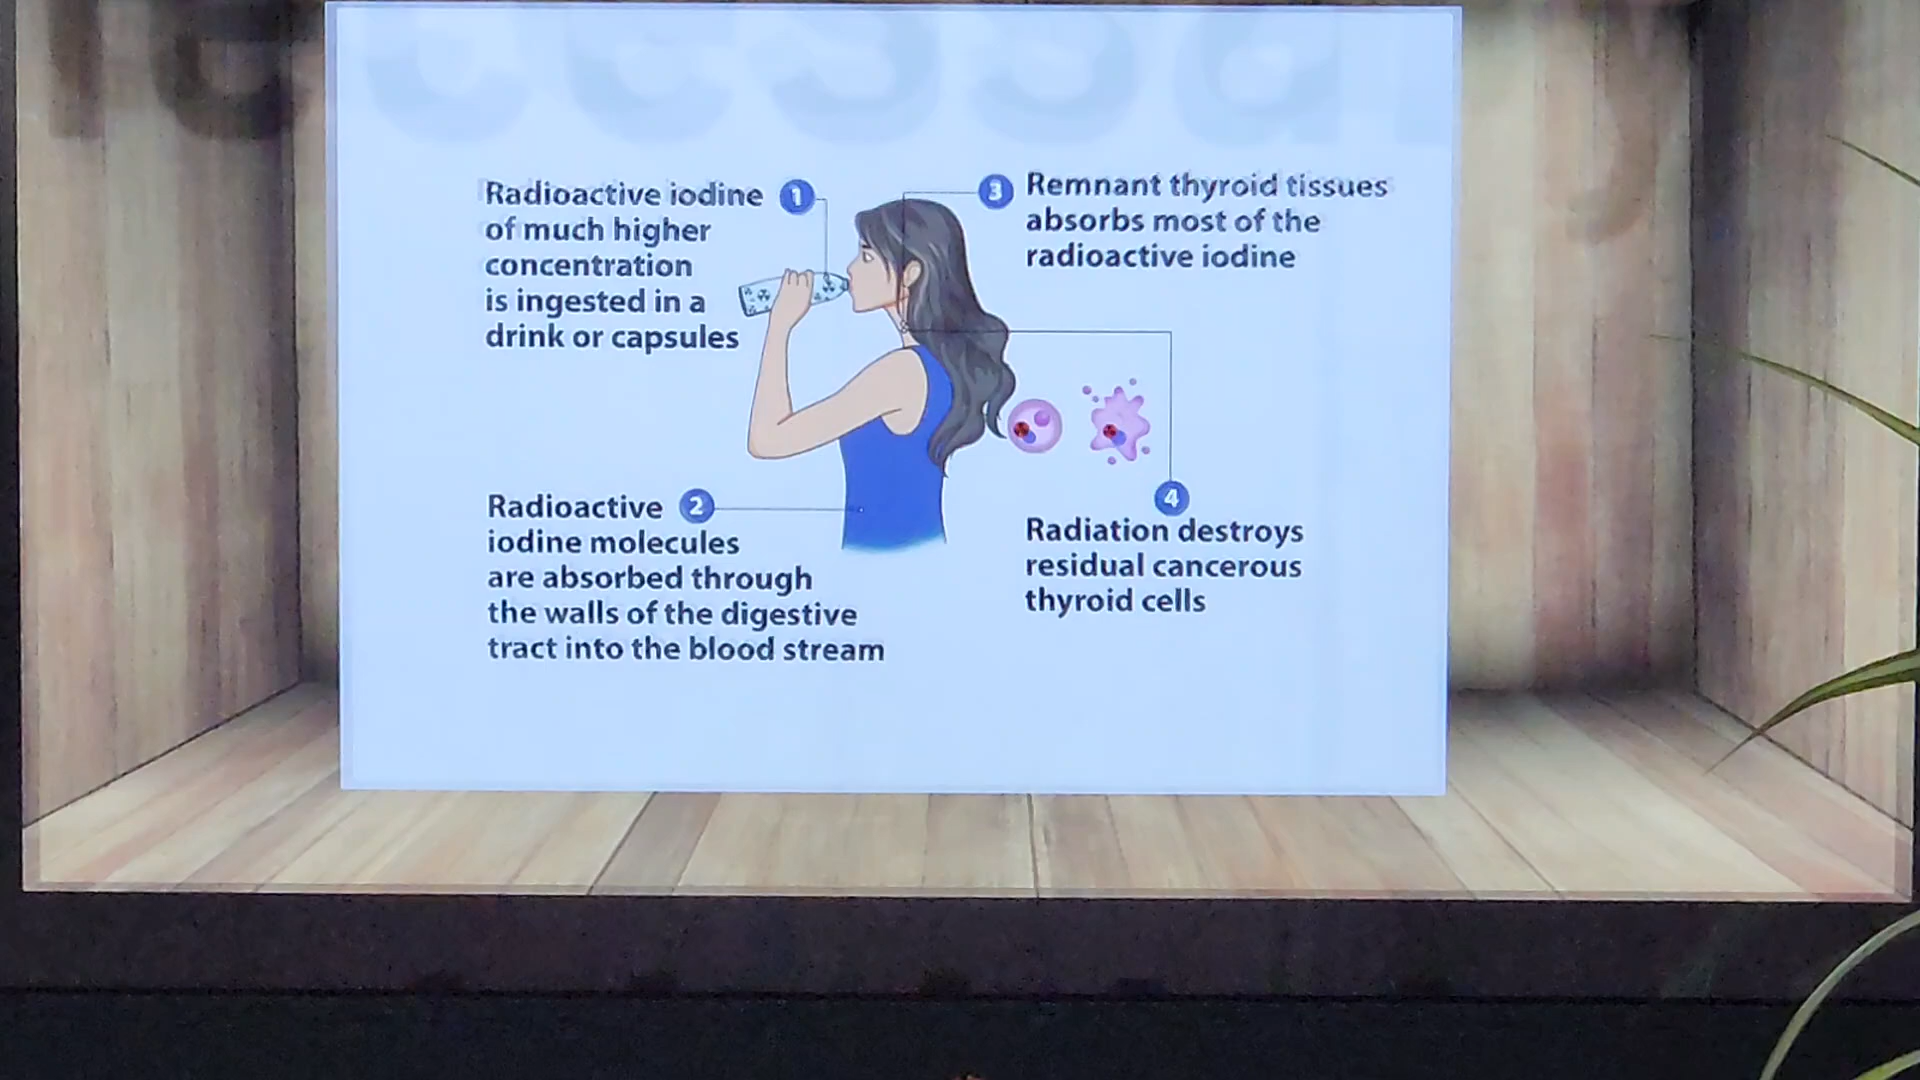 Radioactive iodine 1
of much higher
concentration
is ingested in a
drink or capsules
Radioactive 2
iodine molecules
are absorbed through
the walls of the digestive
tract into the blood stream
3 Remnant thyroid tissues
absorbs most of the
radioactive iodine
4
Radiation destroys
residual cancerous
thyroid cells